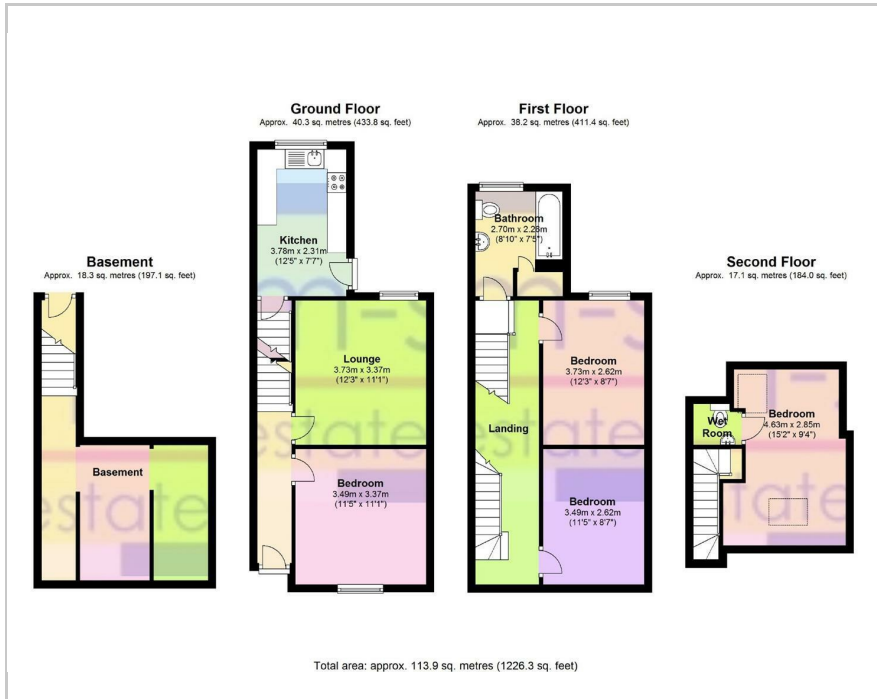 Ground Floor
Approx. 40.3 sq. metres (433.8 sq. feet)
First Floor
Approx. 38.2 sq. metres (411.4 sq. feet)
Bathroom
2.70m x 2.26m
(8'10" x 7'5")
Kitchen
3.78m x 2.31m
(12'5" x 7'7")
Basement
Approx. 18.3 sq. metres (197.1 sq. feet)
Second Floor
Approx. 17.1 sq. metres (184.0 sq. feet)
Lounge
3.73m x 3.37m
(12'3" x 11'1")
Bedroom
3.73m x 2.62m
(12'3" x 8'7")
Landing
Wet
Room
Bedroom
4.63m x 2.85m
(15'2" x 9'4")
Basement
Bedroom
3.49m x 3.37m
(11'5" x 11'1")
Bedroom
3.49m x 2.62m
(11'5" x 8'7")
estate
estate
estate
tate
Total area: approx. 113.9 sq. metres (1226.3 sq. feet)